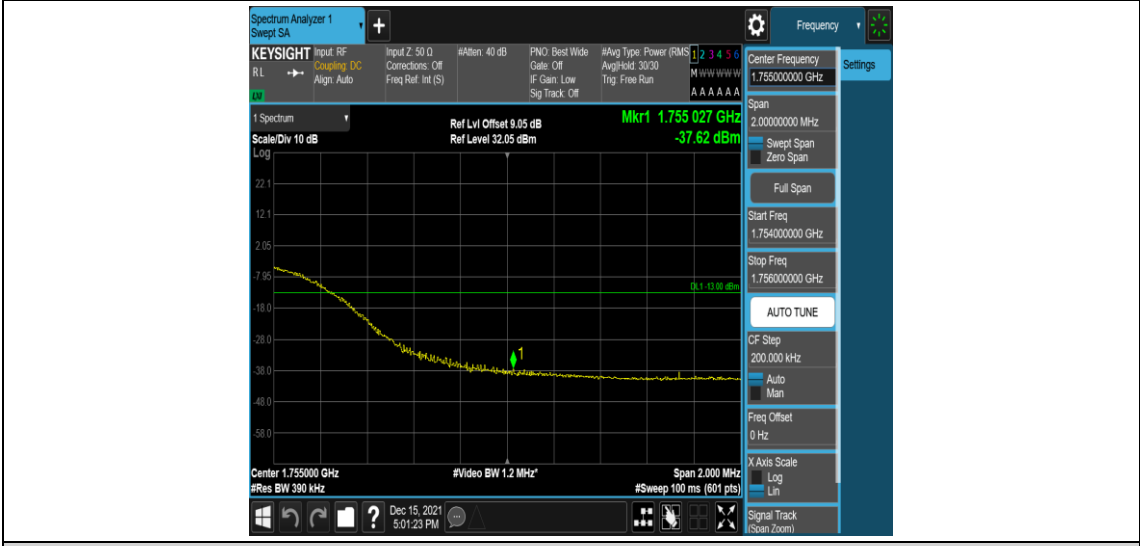 Spectrum Analyzer 1
Swept SA
+
Frequency
KEYSIGHT
RL
Input: RF
Coupling: DC
Align: Auto
Input Z: 50 Ω
Corrections: Off
Freq Ref: Int (S)
#Atten: 40 dB
PNO: Best Wide
Gate: Off
IF Gain: Low
Sig Track: Off
#Avg Type: Power (RMS
Avg|Hold: 30/30
Trig: Free Run
1 2 3 4 5 6
M W W W W W
A A A A A A
1 Spectrum
Scale/Div 10 dB
Log
Ref Lvl Offset 9.05 dB
Ref Level 32.05 dBm
Mkr1 1.755 027 GHz
-37.62 dBm
22.1
12.1
2.05
-7.95
-18.0
-28.0
-38.0
-48.0
-58.0
DL1 -13.00 dBm
1
Center 1.755000 GHz
#Res BW 390 kHz
#Video BW 1.2 MHz*
Span 2.000 MHz
#Sweep 100 ms (601 pts)
Dec 15, 2021
5:01:23 PM
?
Center Frequency
1.755000000 GHz
Settings
Span
2.00000000 MHz
Swept Span
Zero Span
Full Span
Start Freq
1.754000000 GHz
Stop Freq
1.756000000 GHz
AUTO TUNE
CF Step
200.000 kHz
Auto
Man
Freq Offset
0 Hz
X Axis Scale
Log
Lin
Signal Track
(Span Zoom)